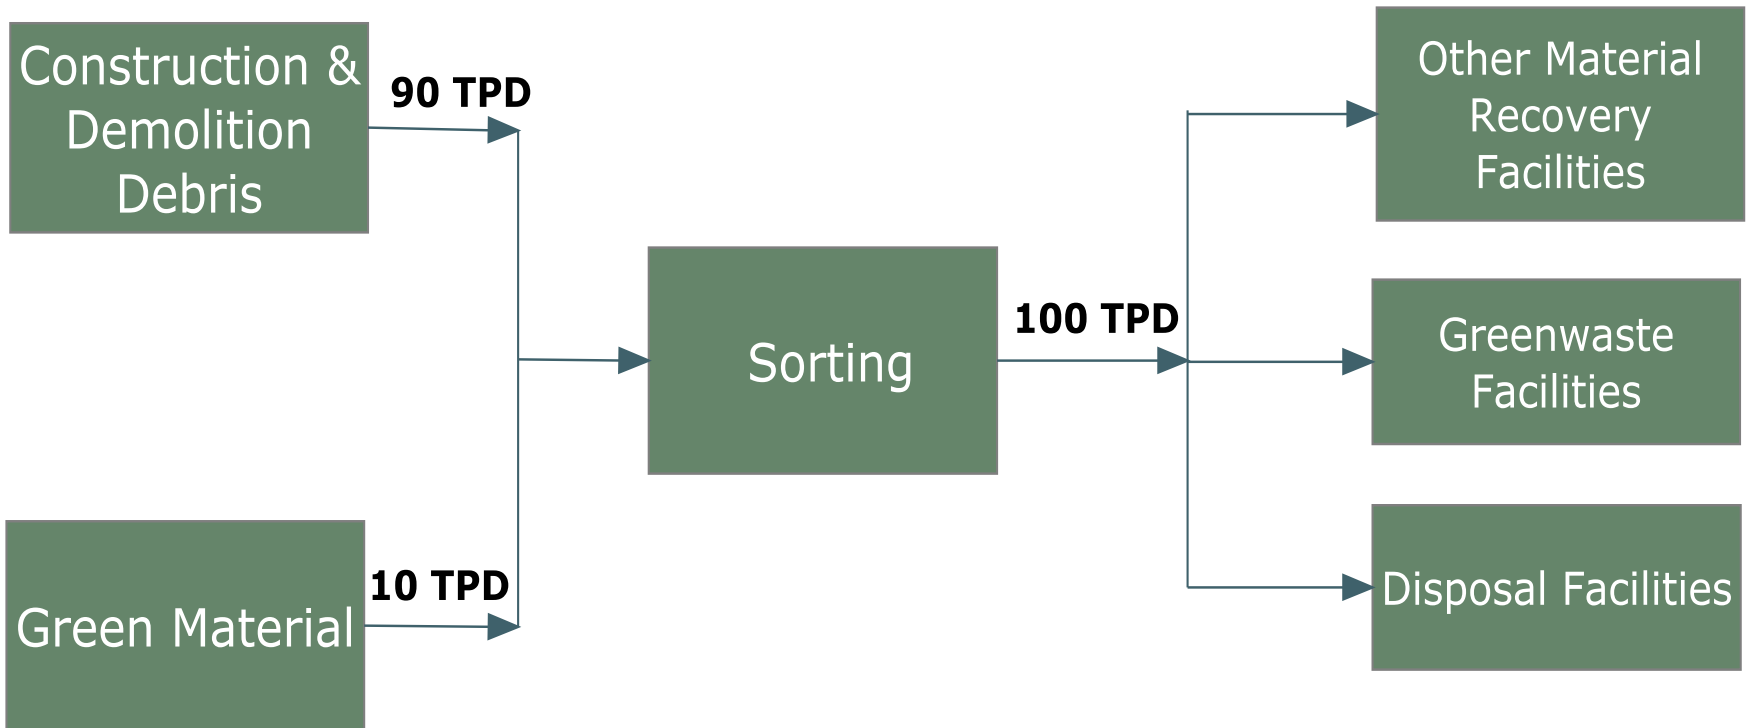 Construction &
Demolition
Debris
90 TPD
Other Material
Recovery
Facilities
Sorting
100 TPD
Greenwaste
Facilities
Green Material
10 TPD
Disposal Facilities